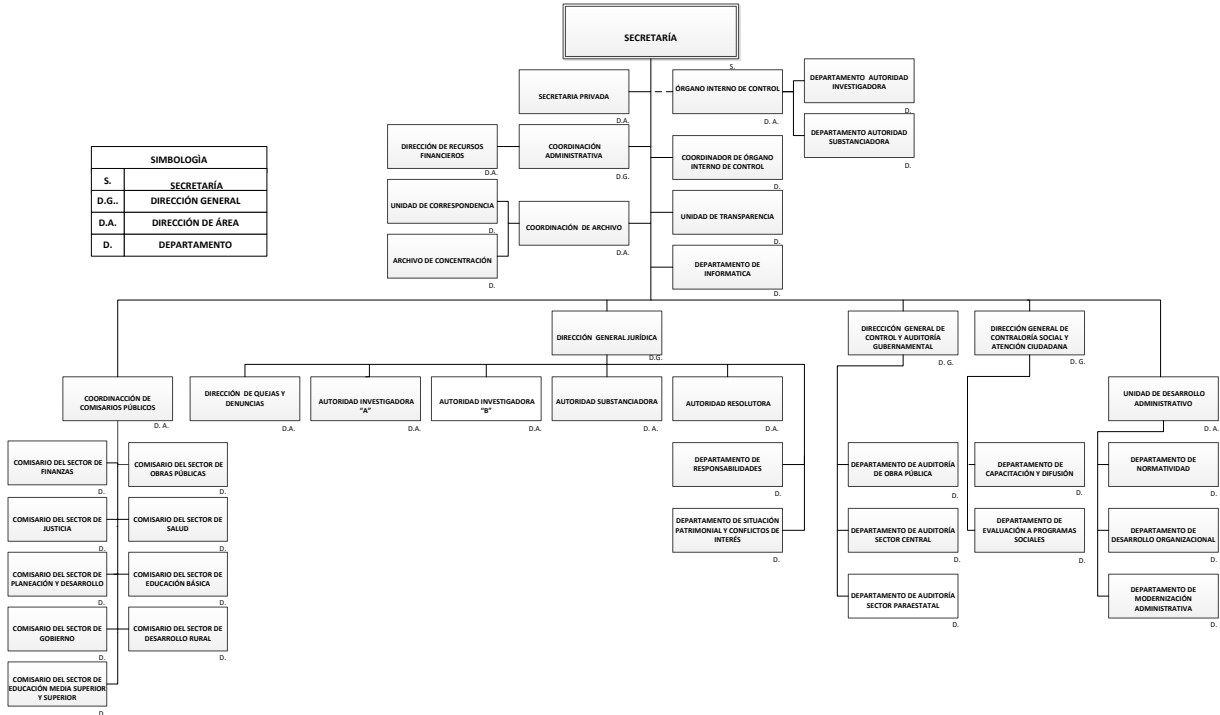 SECRETARÍA
S.
SECRETARIA PRIVADA
D.A.
ÓRGANO INTERNO DE CONTROL
D. A.
DEPARTAMENTO AUTORIDAD
INVESTIGADORA
D.
DEPARTAMENTO AUTORIDAD
SUBSTANCIADORA
D.
DIRECCIÓN DE RECURSOS
FINANCIEROS
D.A.
COORDINACIÓN
ADMINISTRATIVA
D.G.
COORDINADOR DE ÓRGANO
INTERNO DE CONTROL
D.
UNIDAD DE CORRESPONDENCIA
D.
COORDINACIÓN DE ARCHIVO
D.A.
UNIDAD DE TRANSPARENCIA
D.
ARCHIVO DE CONCENTRACIÓN
D.
DEPARTAMENTO DE
INFORMATICA
D.
SIMBOLOGÌA
S. SECRETARÍA
D.G.. DIRECCIÓN GENERAL
D.A. DIRECCIÓN DE ÁREA
D. DEPARTAMENTO
DIRECCIÓN GENERAL JURÍDICA
D.G.
DIRECCICÓN GENERAL DE
CONTROL Y AUDITORÍA
GUBERNAMENTAL
D. G.
DIRECCIÓN GENERAL DE
CONTRALORÍA SOCIAL Y
ATENCIÓN CIUDADANA
D. G.
COORDINACCIÓN DE
COMISARIOS PÚBLICOS
D. A.
DIRECCIÓN DE QUEJAS Y
DENUNCIAS
D.A.
AUTORIDAD INVESTIGADORA
"A"
D.A.
AUTORIDAD INVESTIGADORA
"B"
D.A.
AUTORIDAD SUBSTANCIADORA
D. A.
AUTORIDAD RESOLUTORA
D.A.
UNIDAD DE DESARROLLO
ADMINISTRATIVO
D. A.
COMISARIO DEL SECTOR DE
FINANZAS
D.
COMISARIO DEL SECTOR DE
OBRAS PÚBLICAS
D.
DEPARTAMENTO DE
RESPONSABILIDADES
D.
DEPARTAMENTO DE AUDITORÍA
DE OBRA PÚBLICA
D.
DEPARTAMENTO DE
CAPACITACIÓN Y DIFUSIÓN
D.
DEPARTAMENTO DE
NORMATIVIDAD
D.
COMISARIO DEL SECTOR DE
JUSTICIA
D.
COMISARIO DEL SECTOR DE
SALUD
D.
DEPARTAMENTO DE SITUACIÓN
PATRIMONIAL Y CONFLICTOS DE
INTERÉS
D.
DEPARTAMENTO DE AUDITORÍA
SECTOR CENTRAL
D.
DEPARTAMENTO DE
EVALUACIÓN A PROGRAMAS
SOCIALES
D.
DEPARTAMENTO DE
DESARROLLO ORGANIZACIONAL
D.
COMISARIO DEL SECTOR DE
PLANEACIÓN Y DESARROLLO
D.
COMISARIO DEL SECTOR DE
EDUCACIÓN BÁSICA
D.
DEPARTAMENTO DE AUDITORÍA
SECTOR PARAESTATAL
D.
DEPARTAMENTO DE
MODERNIZACIÓN
ADMINISTRATIVA
D.
COMISARIO DEL SECTOR DE
GOBIERNO
D.
COMISARIO DEL SECTOR DE
DESARROLLO RURAL
D.
COMISARIO DEL SECTOR DE
EDUCACIÓN MEDIA SUPERIOR
Y SUPERIOR
D.